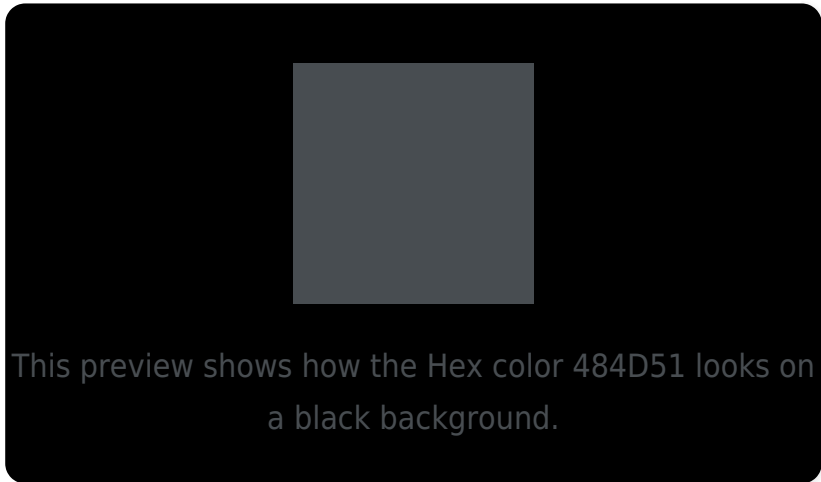 This preview shows how the Hex color 484D51 looks on
a black background.